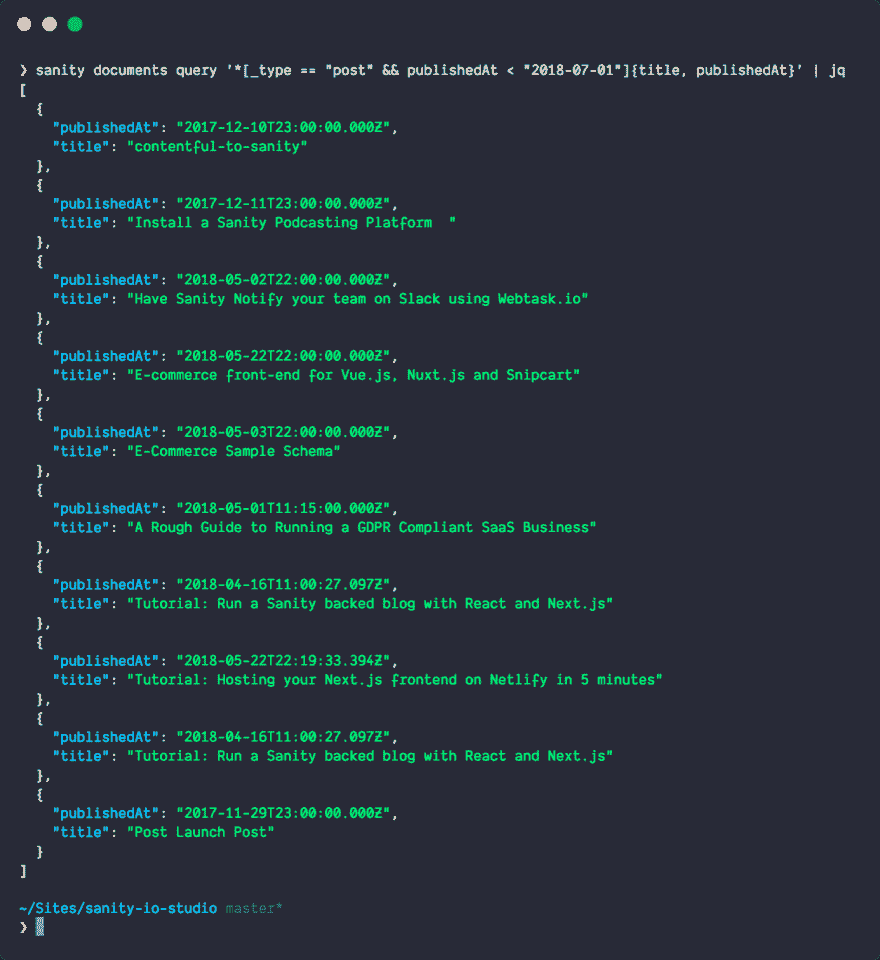 ❯ sanity documents query '*[_type == "post" && publishedAt < "2018-07-01"]{title, publishedAt}' | jq
[
  {
    "publishedAt": "2017-12-10T23:00:00.000Z",
    "title": "contentful-to-sanity"
  },
  {
    "publishedAt": "2017-12-11T23:00:00.000Z",
    "title": "Install a Sanity Podcasting Platform  "
  },
  {
    "publishedAt": "2018-05-02T22:00:00.000Z",
    "title": "Have Sanity Notify your team on Slack using Webtask.io"
  },
  {
    "publishedAt": "2018-05-22T22:00:00.000Z",
    "title": "E-commerce front-end for Vue.js, Nuxt.js and Snipcart"
  },
  {
    "publishedAt": "2018-05-03T22:00:00.000Z",
    "title": "E-Commerce Sample Schema"
  },
  {
    "publishedAt": "2018-05-01T11:15:00.000Z",
    "title": "A Rough Guide to Running a GDPR Compliant SaaS Business"
  },
  {
    "publishedAt": "2018-04-16T11:00:27.097Z",
    "title": "Tutorial: Run a Sanity backed blog with React and Next.js"
  },
  {
    "publishedAt": "2018-05-22T22:19:33.394Z",
    "title": "Tutorial: Hosting your Next.js frontend on Netlify in 5 minutes"
  },
  {
    "publishedAt": "2018-04-16T11:00:27.097Z",
    "title": "Tutorial: Run a Sanity backed blog with React and Next.js"
  },
  {
    "publishedAt": "2017-11-29T23:00:00.000Z",
    "title": "Post Launch Post"
  }
]
~/Sites/sanity-io-studio master*
❯